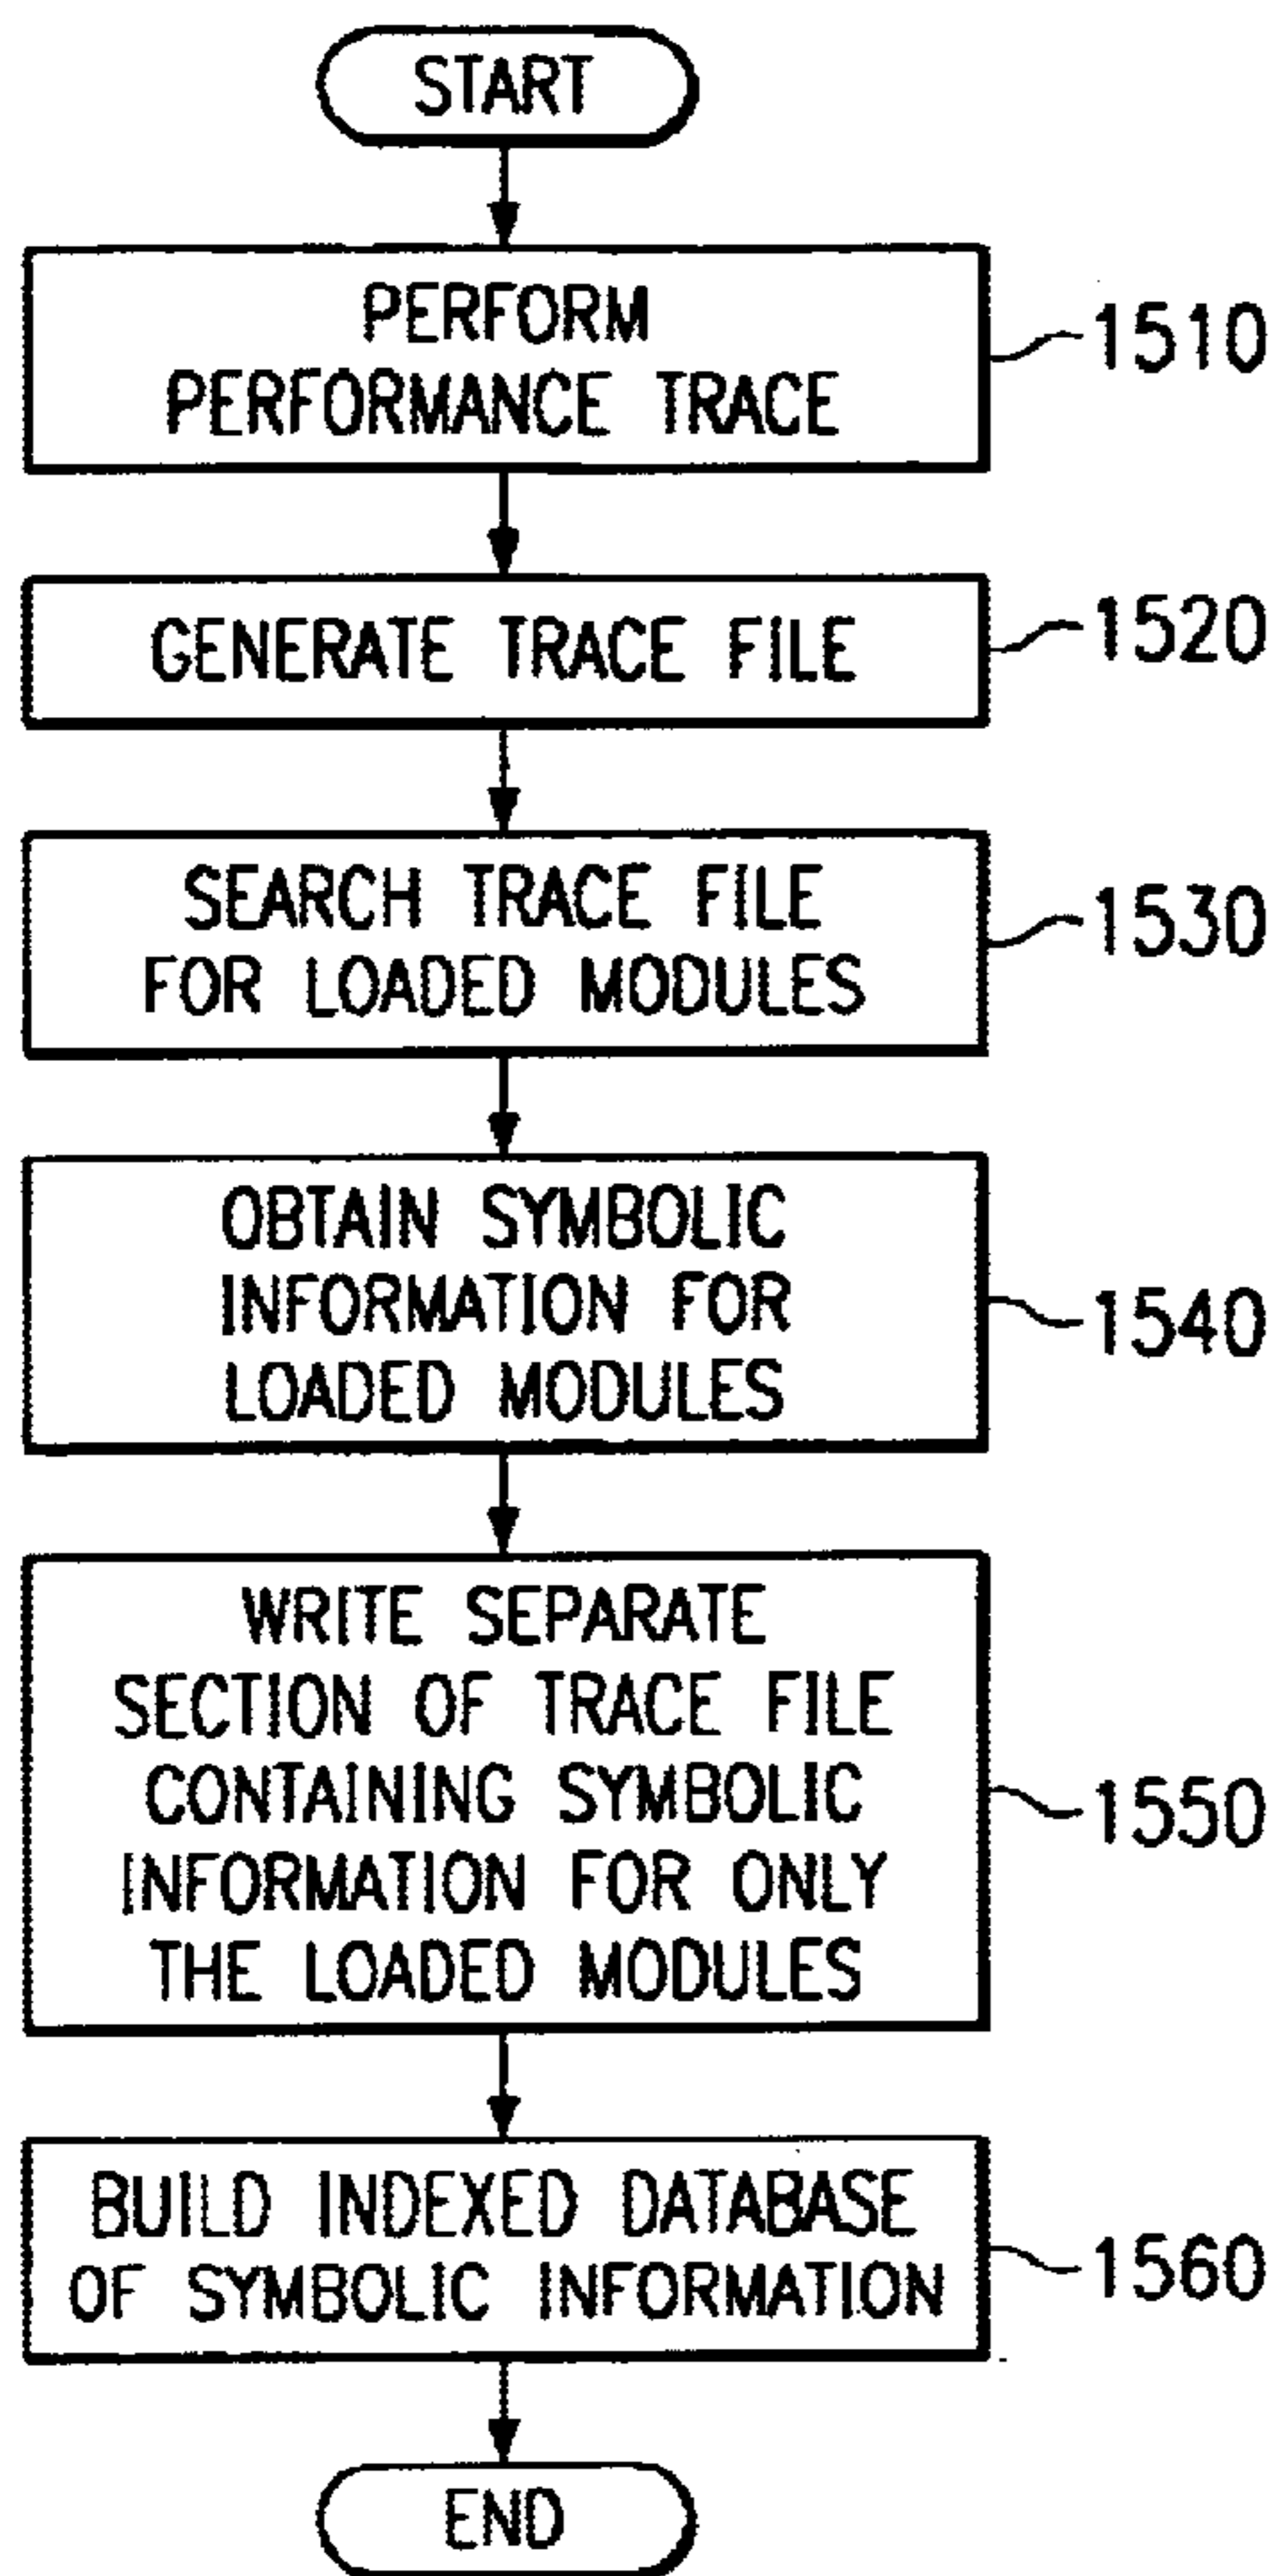 START
PERFORM
PERFORMANCE TRACE
1510
GENERATE TRACE FILE
1520
SEARCH TRACE FILE
FOR LOADED MODULES
1530
OBTAIN SYMBOLIC
INFORMATION FOR
LOADED MODULES
1540
WRITE SEPARATE
SECTION OF TRACE FILE
CONTAINING SYMBOLIC
INFORMATION FOR ONLY
THE LOADED MODULES
1550
BUILD INDEXED DATABASE
OF SYMBOLIC INFORMATION
1560
END